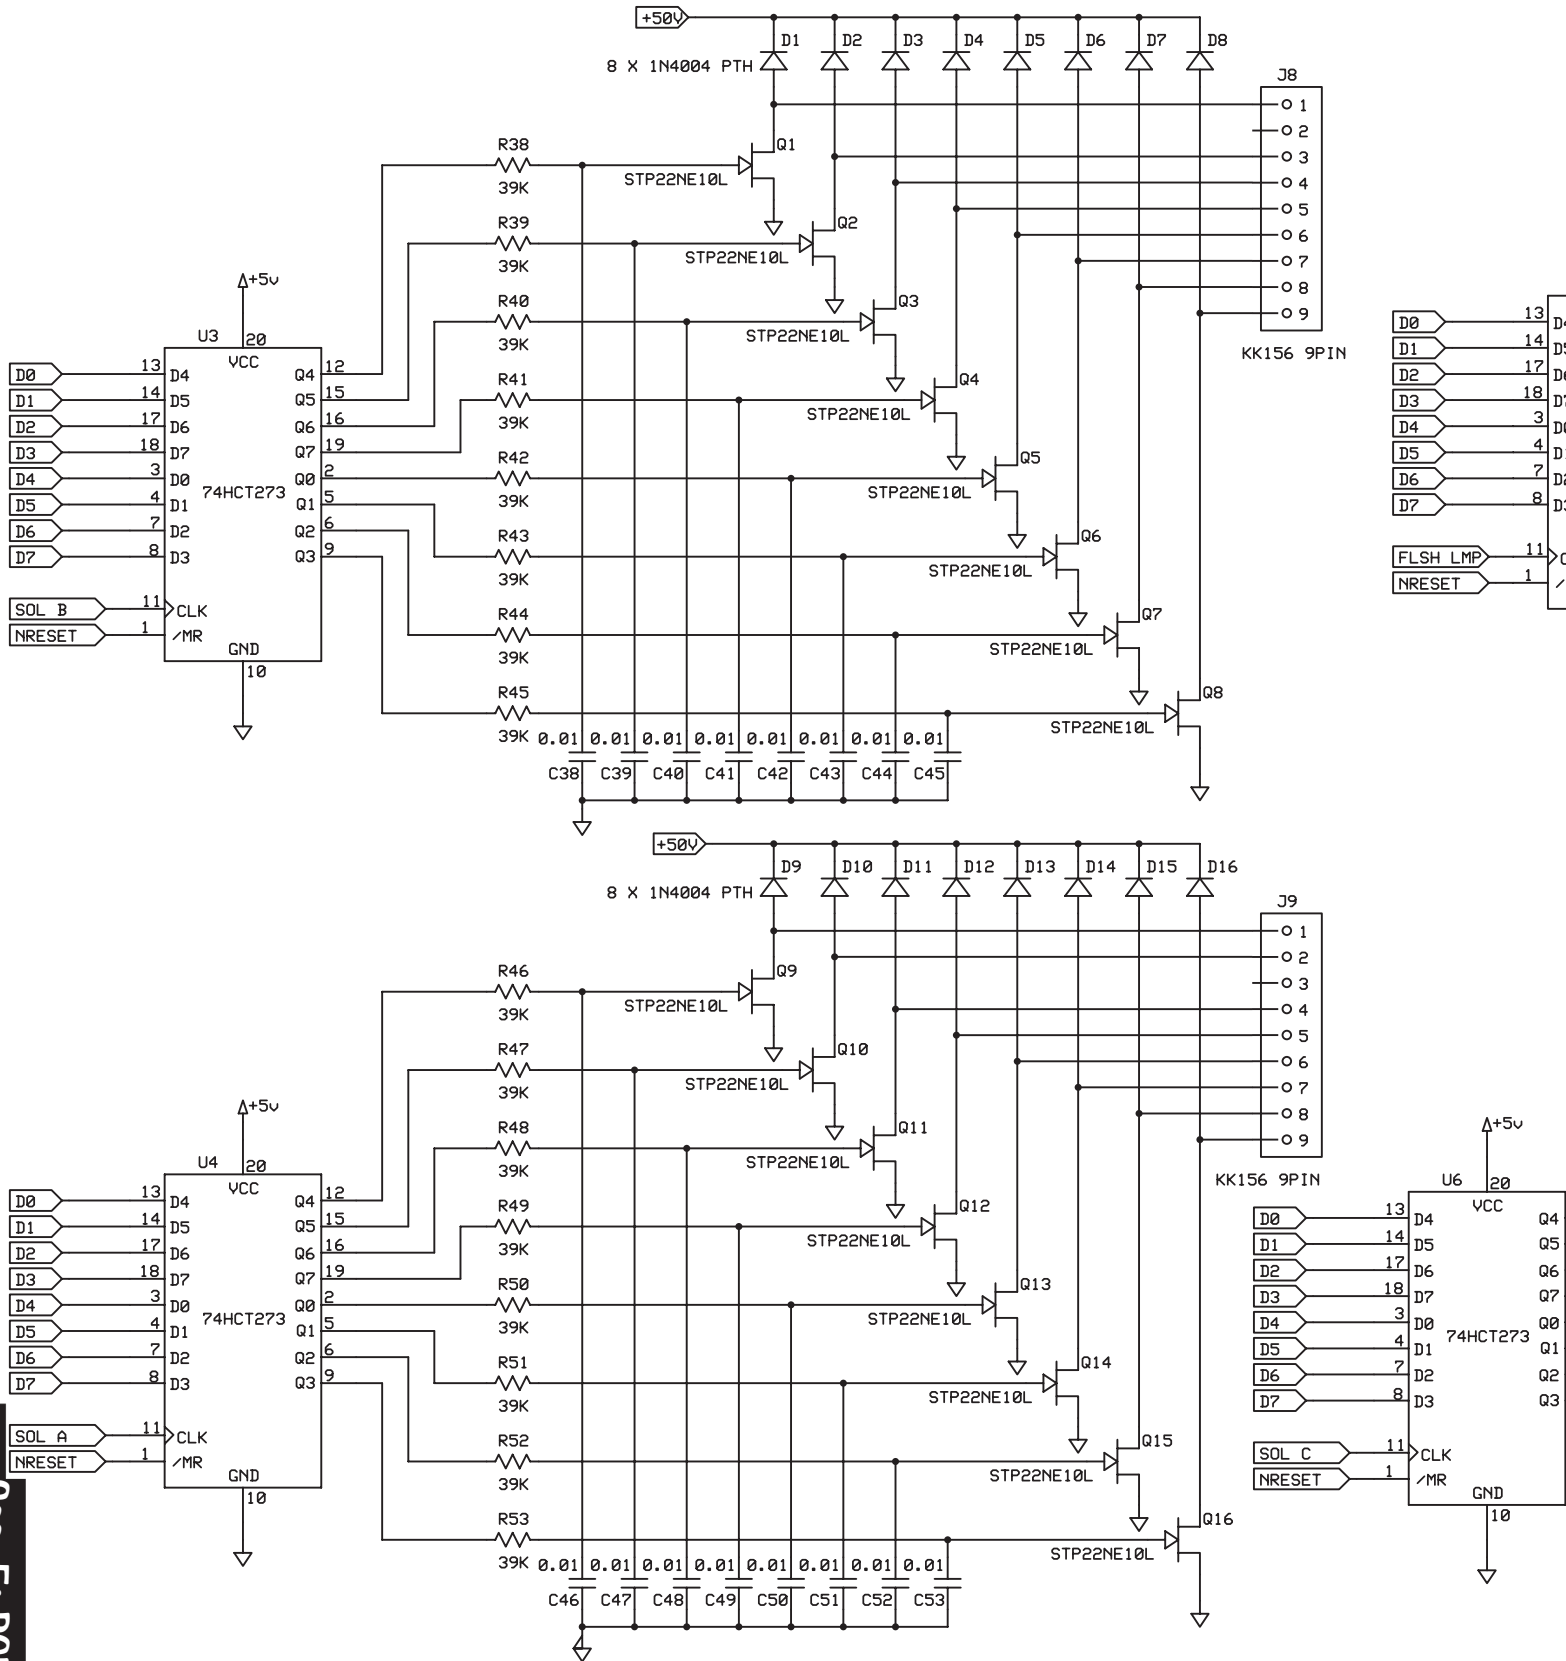 +50V
D1 D2 D3 D4 D5 D6 D7 D8
8 X 1N4004 PTH
J8
1
2
3
4
5
6
7
8
9
KK156 9PIN
R38
39K
STP22NE10L
Q1
R39
39K
STP22NE10L
Q2
R40
39K
STP22NE10L
Q3
R41
39K
STP22NE10L
Q4
R42
39K
STP22NE10L
Q5
R43
39K
STP22NE10L
Q6
R44
39K
STP22NE10L
Q7
R45
39K
STP22NE10L
Q8
0.01 0.01 0.01 0.01 0.01 0.01 0.01 0.01
C38 C39 C40 C41 C42 C43 C44 C45
+5v
U3
20
VCC
D0 13 D4 Q4 12
D1 14 D5 Q5 15
D2 17 D6 Q6 16
D3 18 D7 Q7 19
D4 3 D0 Q0 2
74HCT273
D5 4 D1 Q1 5
D6 7 D2 Q2 6
D7 8 D3 Q3 9
SOL B 11 CLK
NRESET 1 /MR
GND
10
D0 13
D1 14
D2 17
D3 18
D4 3
D5 4
D6 7
D7 8
FLSH LMP 11
NRESET 1
+50V
D9 D10 D11 D12 D13 D14 D15 D16
8 X 1N4004 PTH
J9
1
2
3
4
5
6
7
8
9
KK156 9PIN
R46
39K
STP22NE10L
Q9
R47
39K
STP22NE10L
Q10
R48
39K
STP22NE10L
Q11
R49
39K
STP22NE10L
Q12
R50
39K
STP22NE10L
Q13
R51
39K
STP22NE10L
Q14
R52
39K
STP22NE10L
Q15
R53
39K
STP22NE10L
Q16
0.01 0.01 0.01 0.01 0.01 0.01 0.01 0.01
C46 C47 C48 C49 C50 C51 C52 C53
+5v
U4
20
VCC
D0 13 D4 Q4 12
D1 14 D5 Q5 15
D2 17 D6 Q6 16
D3 18 D7 Q7 19
D4 3 D0 Q0 2
74HCT273
D5 4 D1 Q1 5
D6 7 D2 Q2 6
D7 8 D3 Q3 9
SOL A 11 CLK
NRESET 1 /MR
GND
10
+5v
U6
20
VCC
D0 13 D4 Q4
D1 14 D5 Q5
D2 17 D6 Q6
D3 18 D7 Q7
D4 3 D0 Q0
74HCT273
D5 4 D1 Q1
D6 7 D2 Q2
D7 8 D3 Q3
SOL C 11 CLK
NRESET 1 /MR
GND
10